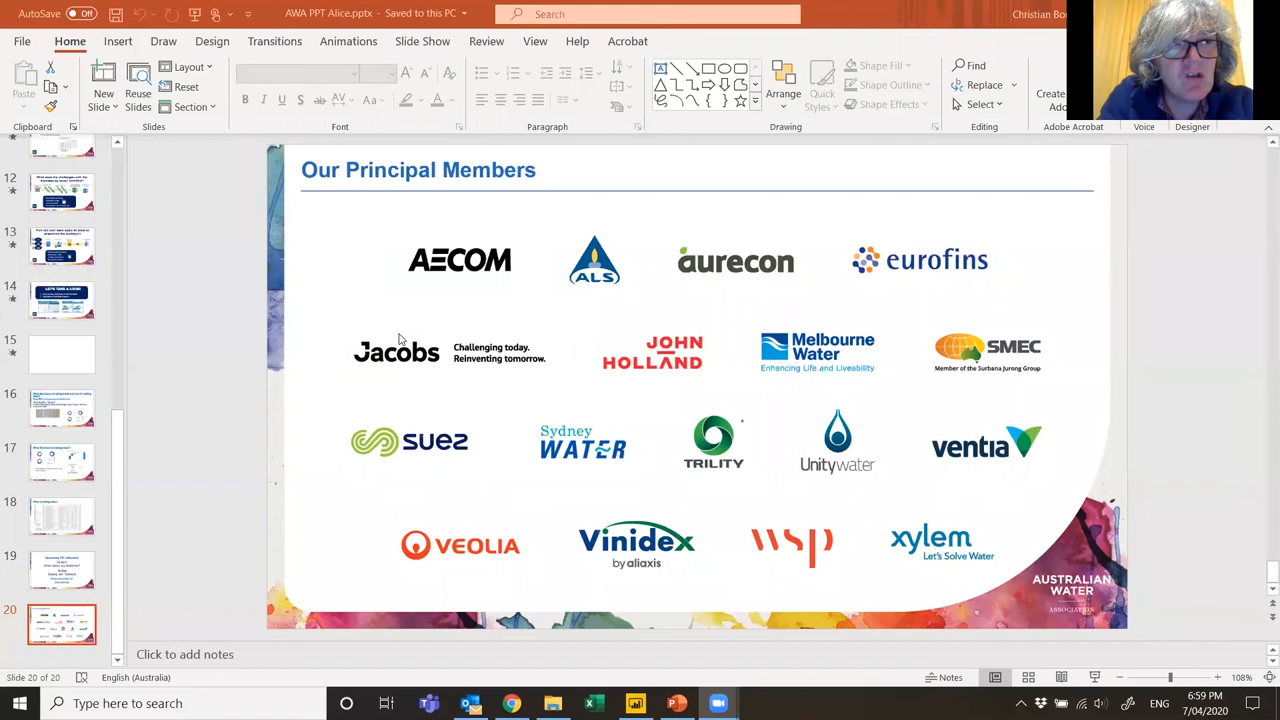 AutoSave Off
AWA PPT Alice.pptx
Search
Christian Bo
File Home Insert Draw Design Transitions Animations Slide Show Review View Help Acrobat
Paste
New
Slide
Reuse
Slides
Layout
Reset
Section
Arrange
Quick
Styles
Shape Fill
Shape Outline
Shape Effects
Find
Replace
Select
Create
Ado
Clipboard Slides Font Paragraph Drawing Editing Adobe Acrobat Voice Designer
12
13
14
LET'S TAKE A LOOK!
15
16
17
18
19
20
Our Principal Members
AECOM
ALS
aurecon
eurofins
Jacobs
Challenging today.
Reinventing tomorrow.
JOHN
HOLLAND
Melbourne
Water
Enhancing Life and Liveability
SMEC
Member of the Surbana Jurong Group
suez
Sydney
WATER
TRILITY
Unitywater
ventia
VEOLIA
Vinidex
by aliaxis
wsp
xylem
Let's Solve Water
AUSTRALIAN
WATER
ASSOCIATION
Click to add notes
Slide 20 of 20
English (Australia)
Notes
108%
Type here to search
ENG
6:59 PM
7/04/2020